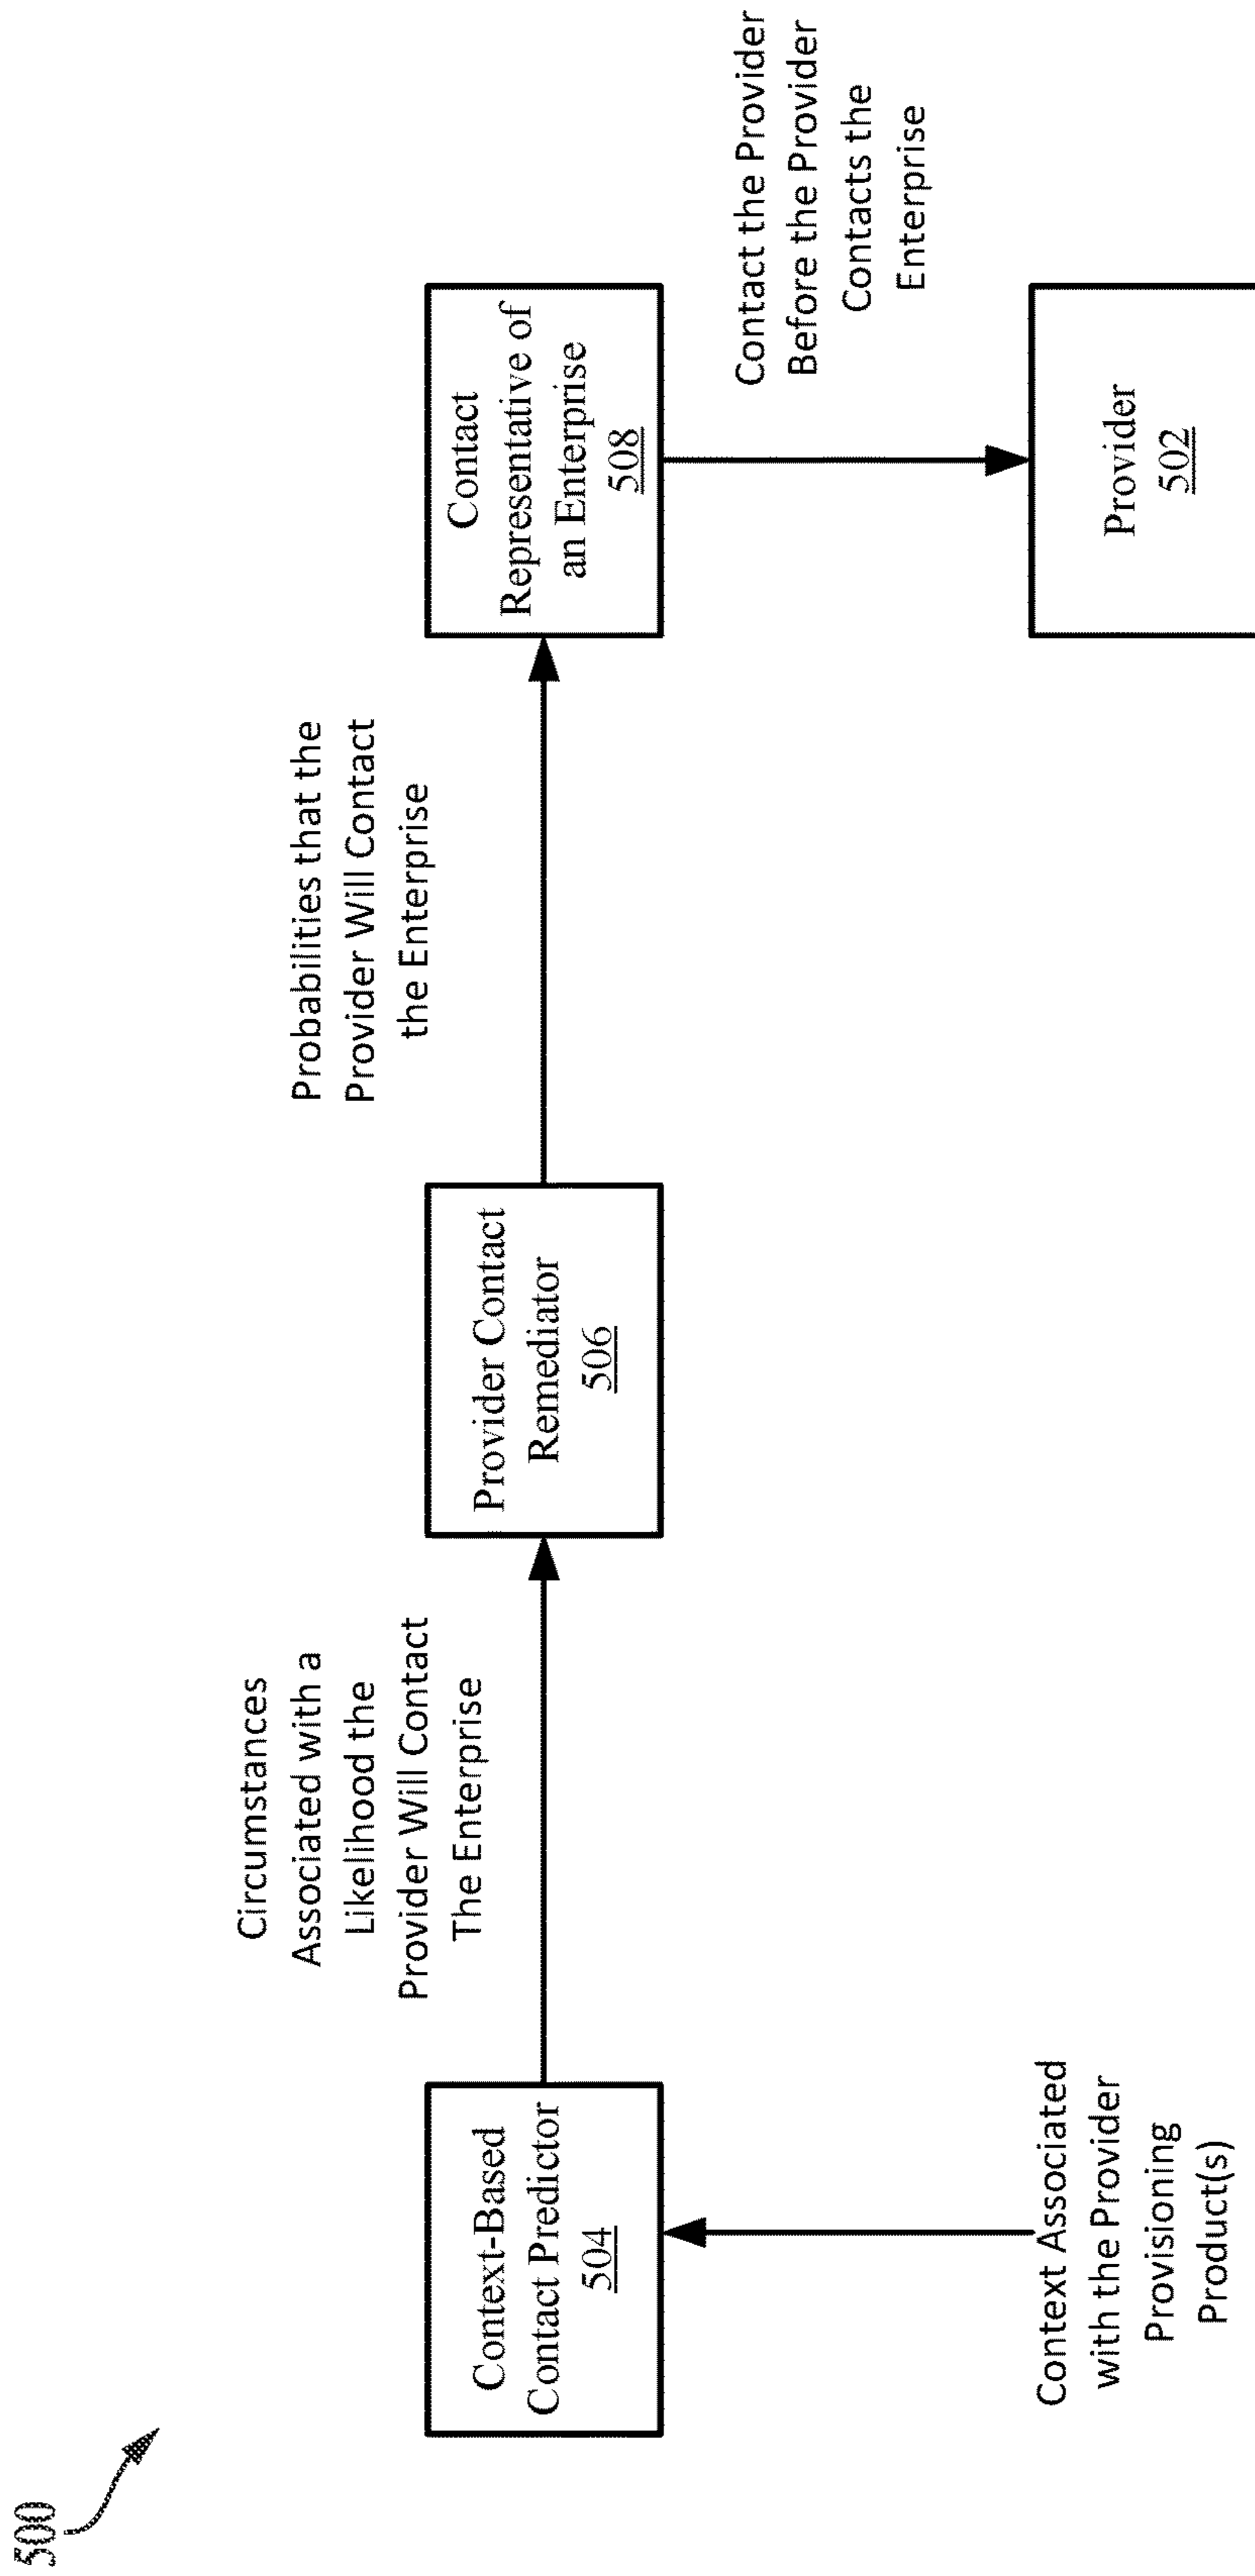 500
Circumstances
Associated with a
Likelihood the
Provider Will Contact
The Enterprise
Probabilities that the
Provider Will Contact
the Enterprise
Context-Based
Contact Predictor
504
Provider Contact
Remediator
506
Contact
Representative of
an Enterprise
508
Contact the Provider
Before the Provider
Contacts the
Enterprise
Context Associated
with the Provider
Provisioning
Product(s)
Provider
502